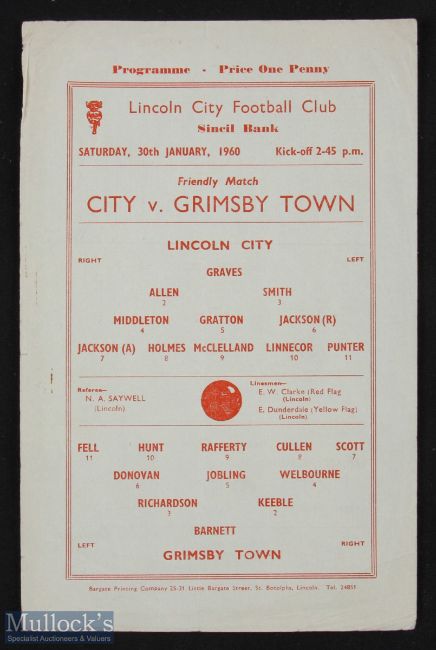 Programme - Price One Penny
Lincoln City Football Club
Sincil Bank
SATURDAY, 30th JANUARY, 1960 Kick-off 2-45 p.m.
Friendly Match
CITY v. GRIMSBY TOWN
LINCOLN CITY
RIGHT LEFT
GRAVES
ALLEN SMITH
2 3
MIDDLETON GRATTON JACKSON (R)
4 5 6
JACKSON (A) HOLMES McCLELLAND LINNECOR PUNTER
7 8 9 10 11
Referee—
N. A. SAYWELL
(Lincoln)
Linesmen—
E. W. Clarke (Red Flag
(Lincoln)
E. Dunderdale (Yellow Flag)
(Lincoln)
FELL HUNT RAFFERTY CULLEN SCOTT
11 10 9 8 7
DONOVAN JOBLING WELBOURNE
6 5 4
RICHARDSON KEEBLE
3 2
BARNETT
LEFT RIGHT
GRIMSBY TOWN
Bargate Printing Company 25-31 Little Bargate Street, St. Botolphs, Lincoln. Tel. 24851
Mullock's
Specialist Auctioneers & Valuers